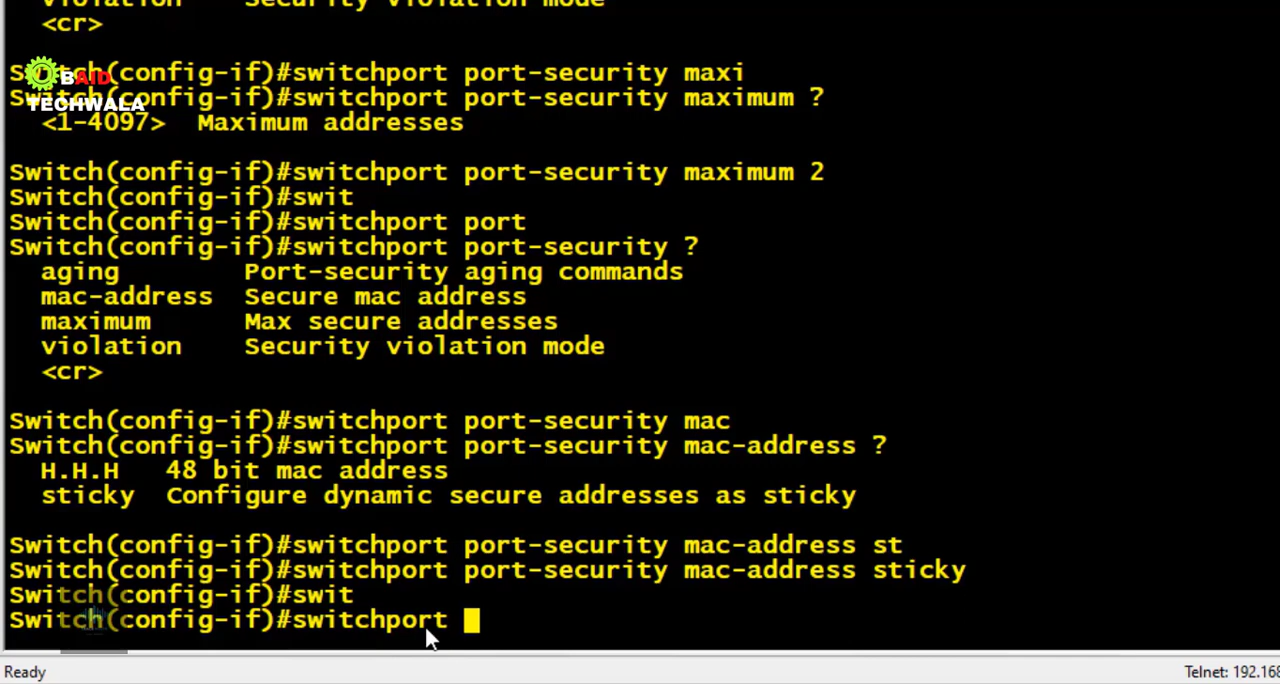 violation    Security violation mode
<cr>
Switch(config-if)#switchport port-security maxi
BAID
Switch(config-if)#switchport port-security maximum ?
TECHWALA
<1-4097>  Maximum addresses
Switch(config-if)#switchport port-security maximum 2
Switch(config-if)#swit
Switch(config-if)#switchport port
Switch(config-if)#switchport port-security ?
aging        Port-security aging commands
mac-address  Secure mac address
maximum      Max secure addresses
violation    Security violation mode
<cr>
Switch(config-if)#switchport port-security mac
Switch(config-if)#switchport port-security mac-address ?
H.H.H   48 bit mac address
sticky  Configure dynamic secure addresses as sticky
Switch(config-if)#switchport port-security mac-address st
Switch(config-if)#switchport port-security mac-address sticky
Switch(config-if)#swit
Switch(config-if)#switchport
Ready
Telnet: 192.168